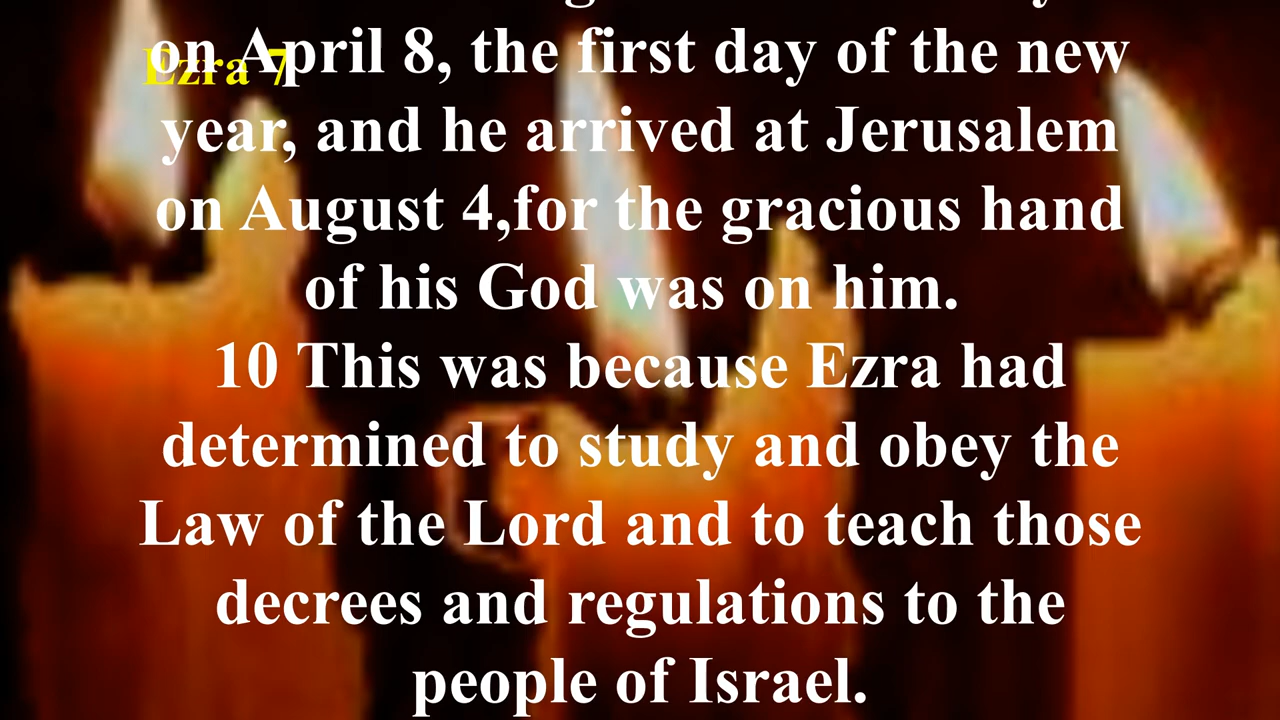 Ezra 7
on April 8, the first day of the new
year, and he arrived at Jerusalem
on August 4,for the gracious hand
of his God was on him.
10 This was because Ezra had
determined to study and obey the
Law of the Lord and to teach those
decrees and regulations to the
people of Israel.